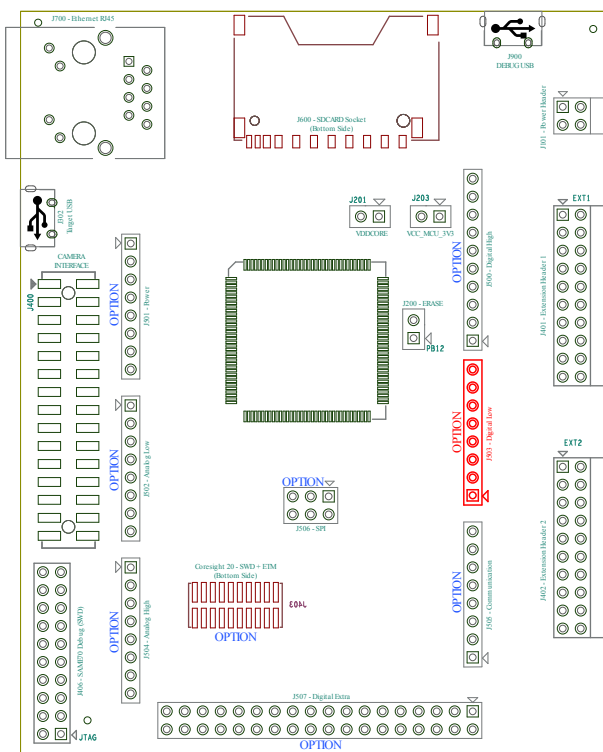 J700 - Ethernet RJ45
J600 - SDCARD Socket
(Bottom Side)
J900
DEBUG USB
J101 - Power Header
J302
Target USB
J201
VDDCORE
J203
VCC_MCU_3V3
OPTION
J500 - Digital High
EXT1
J401 - Extension Header 1
CAMERA
INTERFACE
J400
OPTION
J501 - Power
J200 - ERASE
PB12
OPTION
J503 - Digital Low
OPTION
J502 - Analog Low
EXT2
J402 - Extension Header 2
OPTION
J506 - SPI
OPTION
J505 - Communication
Coresight 20 - SWD + ETM
(Bottom Side)
J403
OPTION
OPTION
J504 - Analog High
J406 - SAME70 Debug (SWD)
JTAG
J507 - Digital Extra
OPTION